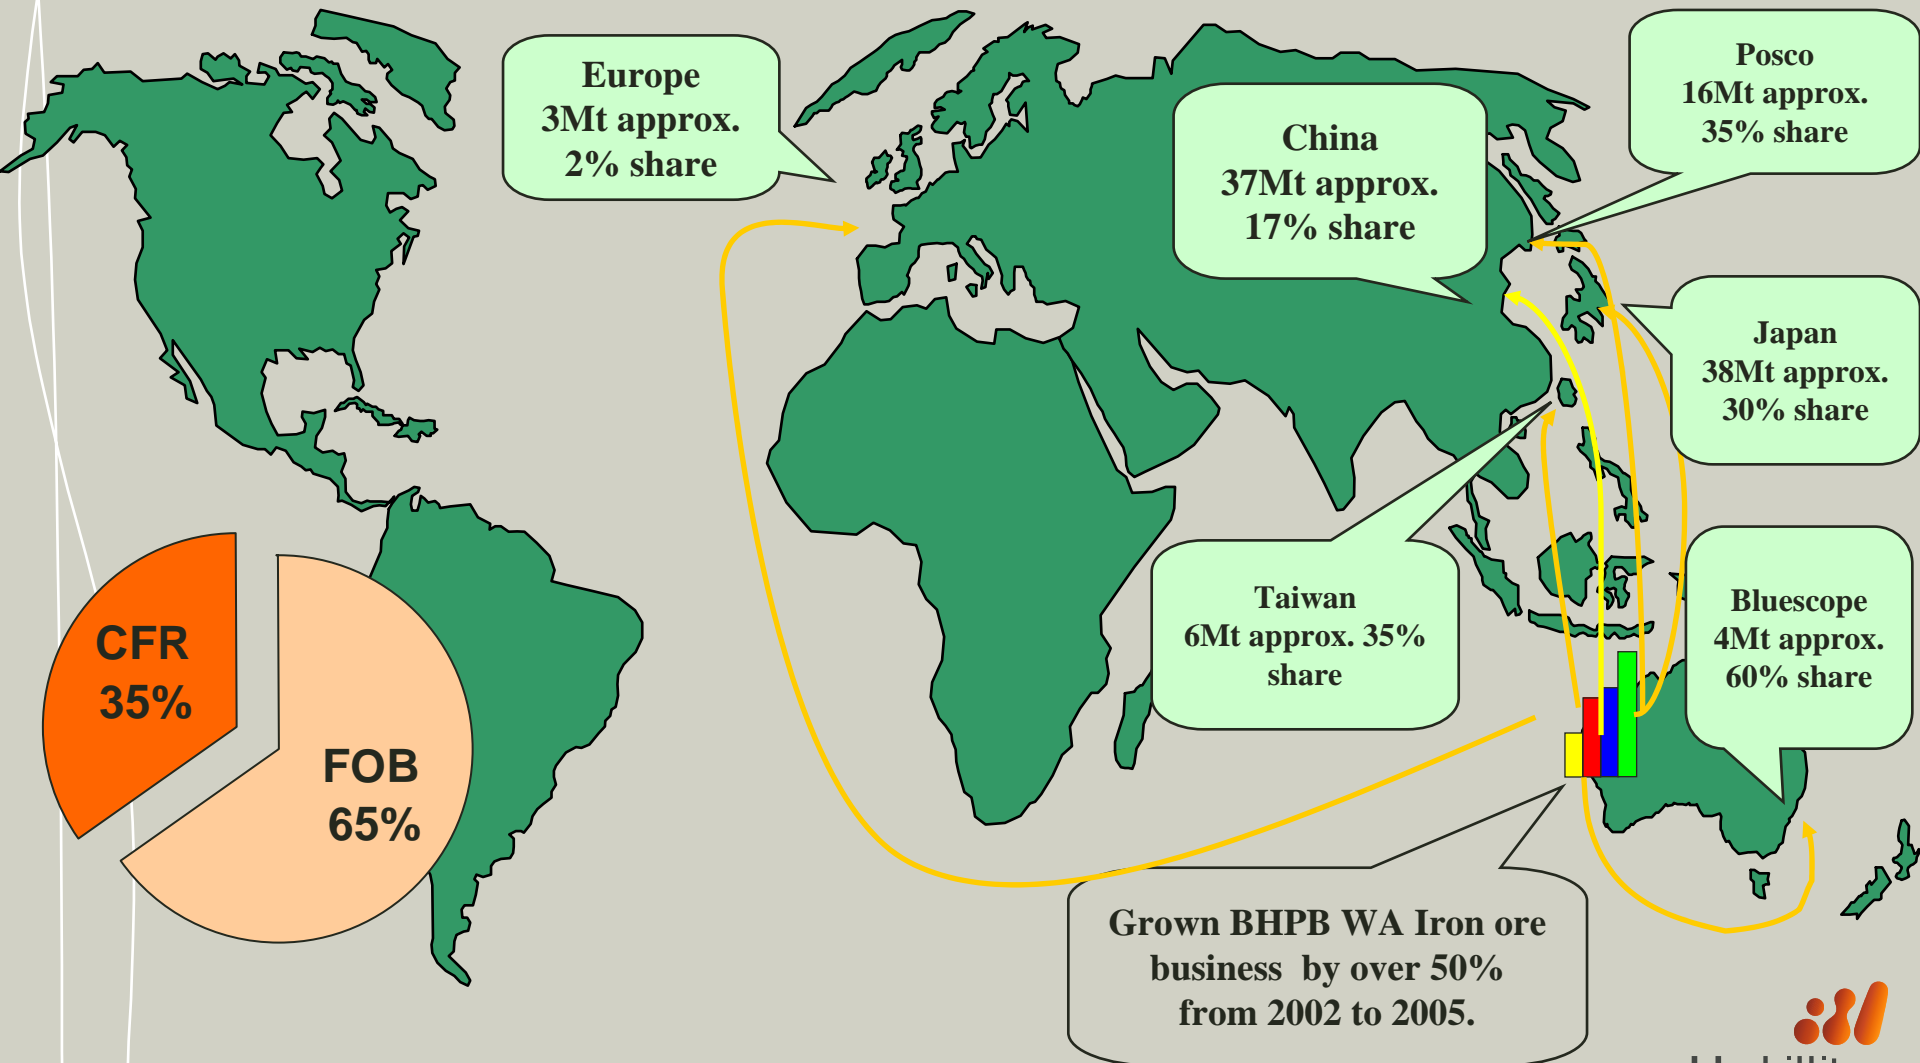 Europe
3Mt approx.
2% share
China
37Mt approx.
17% share
Posco
16Mt approx.
35% share
Japan
38Mt approx.
30% share
Taiwan
6Mt approx. 35%
share
Bluescope
4Mt approx.
60% share
CFR
35%
FOB
65%
Grown BHPB WA Iron ore
business  by over 50%
from 2002 to 2005.